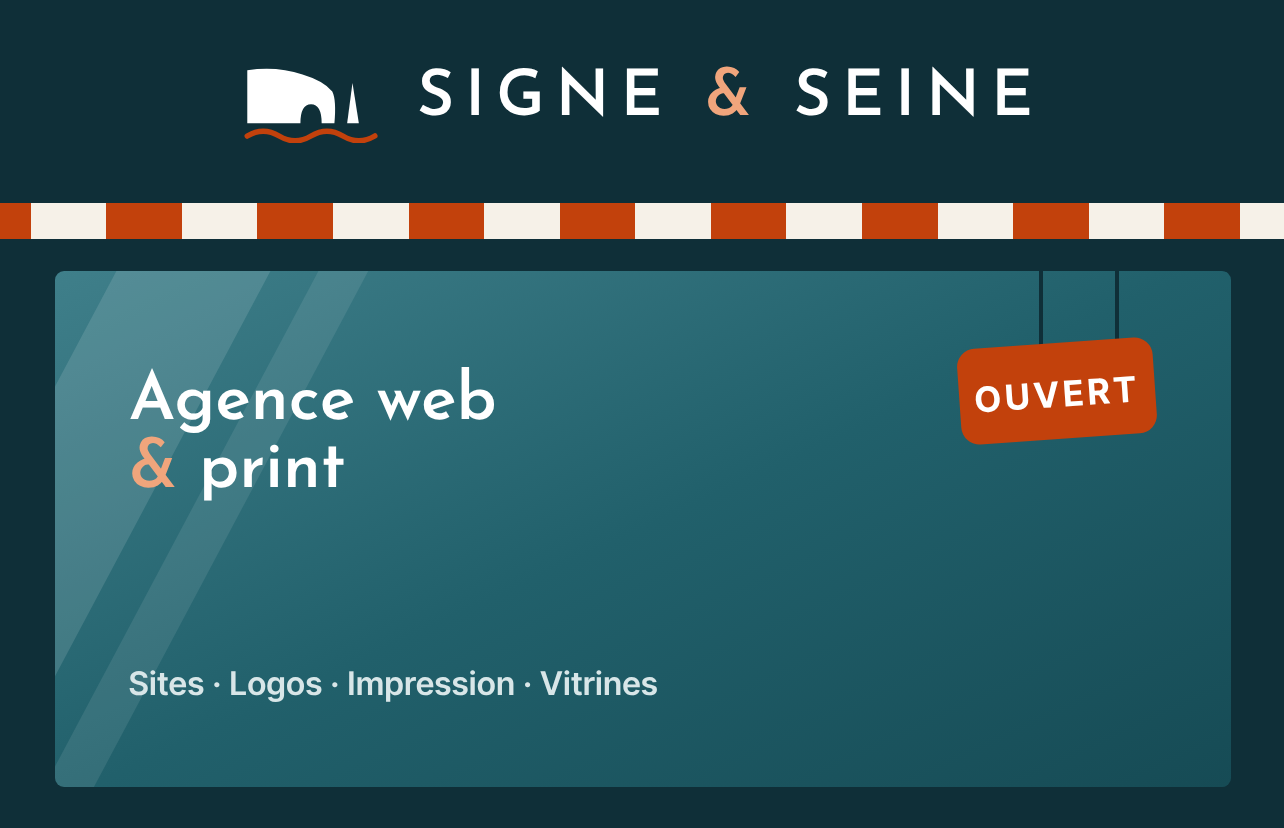 SIGNE & SEINE
OUVERT
Agence web
& print
Sites · Logos · Impression · Vitrines